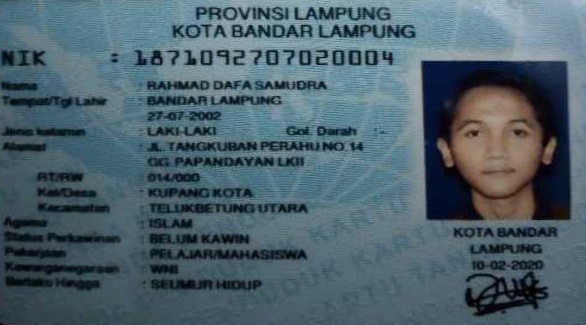 PROVINSI LAMPUNG
KOTA BANDAR LAMPUNG
NIK : 1871092707020004
Nama : RAHMAD DAFA SAMUDRA
Tempat/Tgl Lahir : BANDAR LAMPUNG
27-07-2002
Jenis kelamin : LAKI-LAKI Gol. Darah :-
Alamat : JL. TANGKUBAN PERAHU NO.14
GG. PAPANDAYAN LKII
RT/RW : 014/000
Kel/Desa : KUPANG KOTA
Kecamatan : TELUKBETUNG UTARA
Agama : ISLAM
Status Perkawinan : BELUM KAWIN
Pekerjaan : PELAJAR/MAHASISWA
Kewarganegaraan : WNI
Berlaku Hingga : SEUMUR HIDUP
KOTA BANDAR
LAMPUNG
10-02-2020